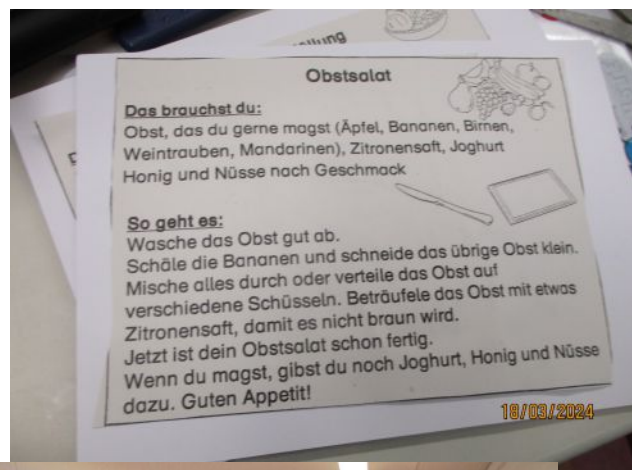 llung
Obstsalat
Das brauchst du:
Obst, das du gerne magst (Äpfel, Bananen, Birnen,
Weintrauben, Mandarinen), Zitronensaft, Joghurt
Honig und Nüsse nach Geschmack
So geht es:
Wasche das Obst gut ab.
Schäle die Bananen und schneide das übrige Obst klein.
Mische alles durch oder verteile das Obst auf
verschiedene Schüsseln. Beträufele das Obst mit etwas
Zitronensaft, damit es nicht braun wird.
Jetzt ist dein Obstsalat schon fertig.
Wenn du magst, gibst du noch Joghurt, Honig und Nüsse
dazu. Guten Appetit!
18/03/2024